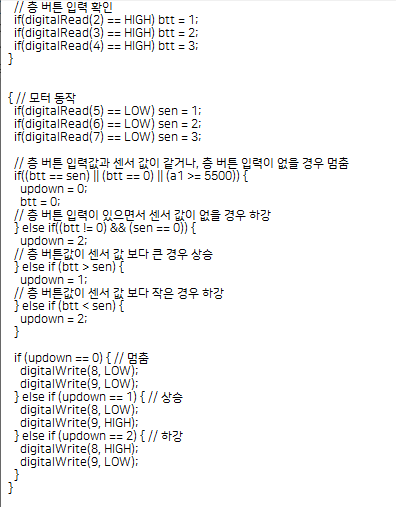 // 층 버튼 입력 확인
if(digitalRead(2) == HIGH) btt = 1;
if(digitalRead(3) == HIGH) btt = 2;
if(digitalRead(4) == HIGH) btt = 3;
}
{ // 모터 동작
if(digitalRead(5) == LOW) sen = 1;
if(digitalRead(6) == LOW) sen = 2;
if(digitalRead(7) == LOW) sen = 3;
// 층 버튼 입력값과 센서 값이 같거나, 층 버튼 입력이 없을 경우 멈춤
if((btt == sen) || (btt == 0) || (a1 >= 5500)) {
updown = 0;
btt = 0;
// 층 버튼 입력이 있으면서 센서 값이 없을 경우 하강
} else if((btt != 0) && (sen == 0)) {
updown = 2;
// 층 버튼값이 센서 값 보다 큰 경우 상승
} else if (btt > sen) {
updown = 1;
// 층 버튼값이 센서 값 보다 작은 경우 하강
} else if (btt < sen) {
updown = 2;
}
if (updown == 0) { // 멈춤
digitalWrite(8, LOW);
digitalWrite(9, LOW);
} else if (updown == 1) { // 상승
digitalWrite(8, LOW);
digitalWrite(9, HIGH);
} else if (updown == 2) { // 하강
digitalWrite(8, HIGH);
digitalWrite(9, LOW);
}
}